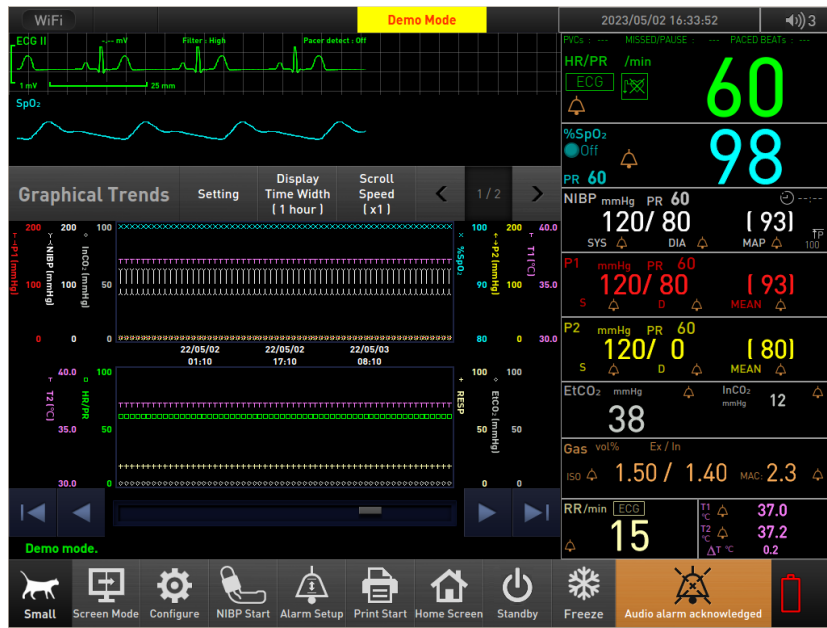 WiFi
Demo Mode
2023/05/02 16:33:52
3
ECG II
-.-- mV
Filter : High
Pacer detect : Off
1 mV
25 mm
SpO₂
PVCs : --- MISSED/PAUSE : --- PACED BEATS : ---
HR/PR /min
ECG
60
%SpO₂
Off
PR 60
98
Graphical Trends
Setting
Display
Time Width
( 1 hour )
Scroll
Speed
( x1 )
1/2
NIBP mmHg PR 60 --:--
120/ 80 ( 93)
SYS DIA MAP
TP
100
200 200 100
P1 (mmHg)
NIBP (mmHg)
InCO₂ (mmHg)
100 100 50
0 0 0
100 200 40.0
%SpO₂
P2 (mmHg)
T1 (℃)
90 100 35.0
80 0 30.0
22/05/02 22/05/02 22/05/03
01:10 17:10 08:10
P1 mmHg PR 60
120/ 80 ( 93)
S D MEAN
P2 mmHg PR 60
120/ 0 ( 80)
S D MEAN
40.0 100
T2 (℃)
HR/PR
35.0 50
30.0 0
100 100
RESP
EtCO₂ (mmHg)
50 50
0 0
EtCO₂ mmHg
38
InCO₂
mmHg
12
Gas vol% Ex / In
ISO 1.50 / 1.40 MAC: 2.3
RR/min ECG
15
T1 ℃ 37.0
T2 ℃ 37.2
ΔT ℃ 0.2
Demo mode.
Small
Screen Mode
Configure
NIBP Start
Alarm Setup
Print Start
Home Screen
Standby
Freeze
Audio alarm acknowledged